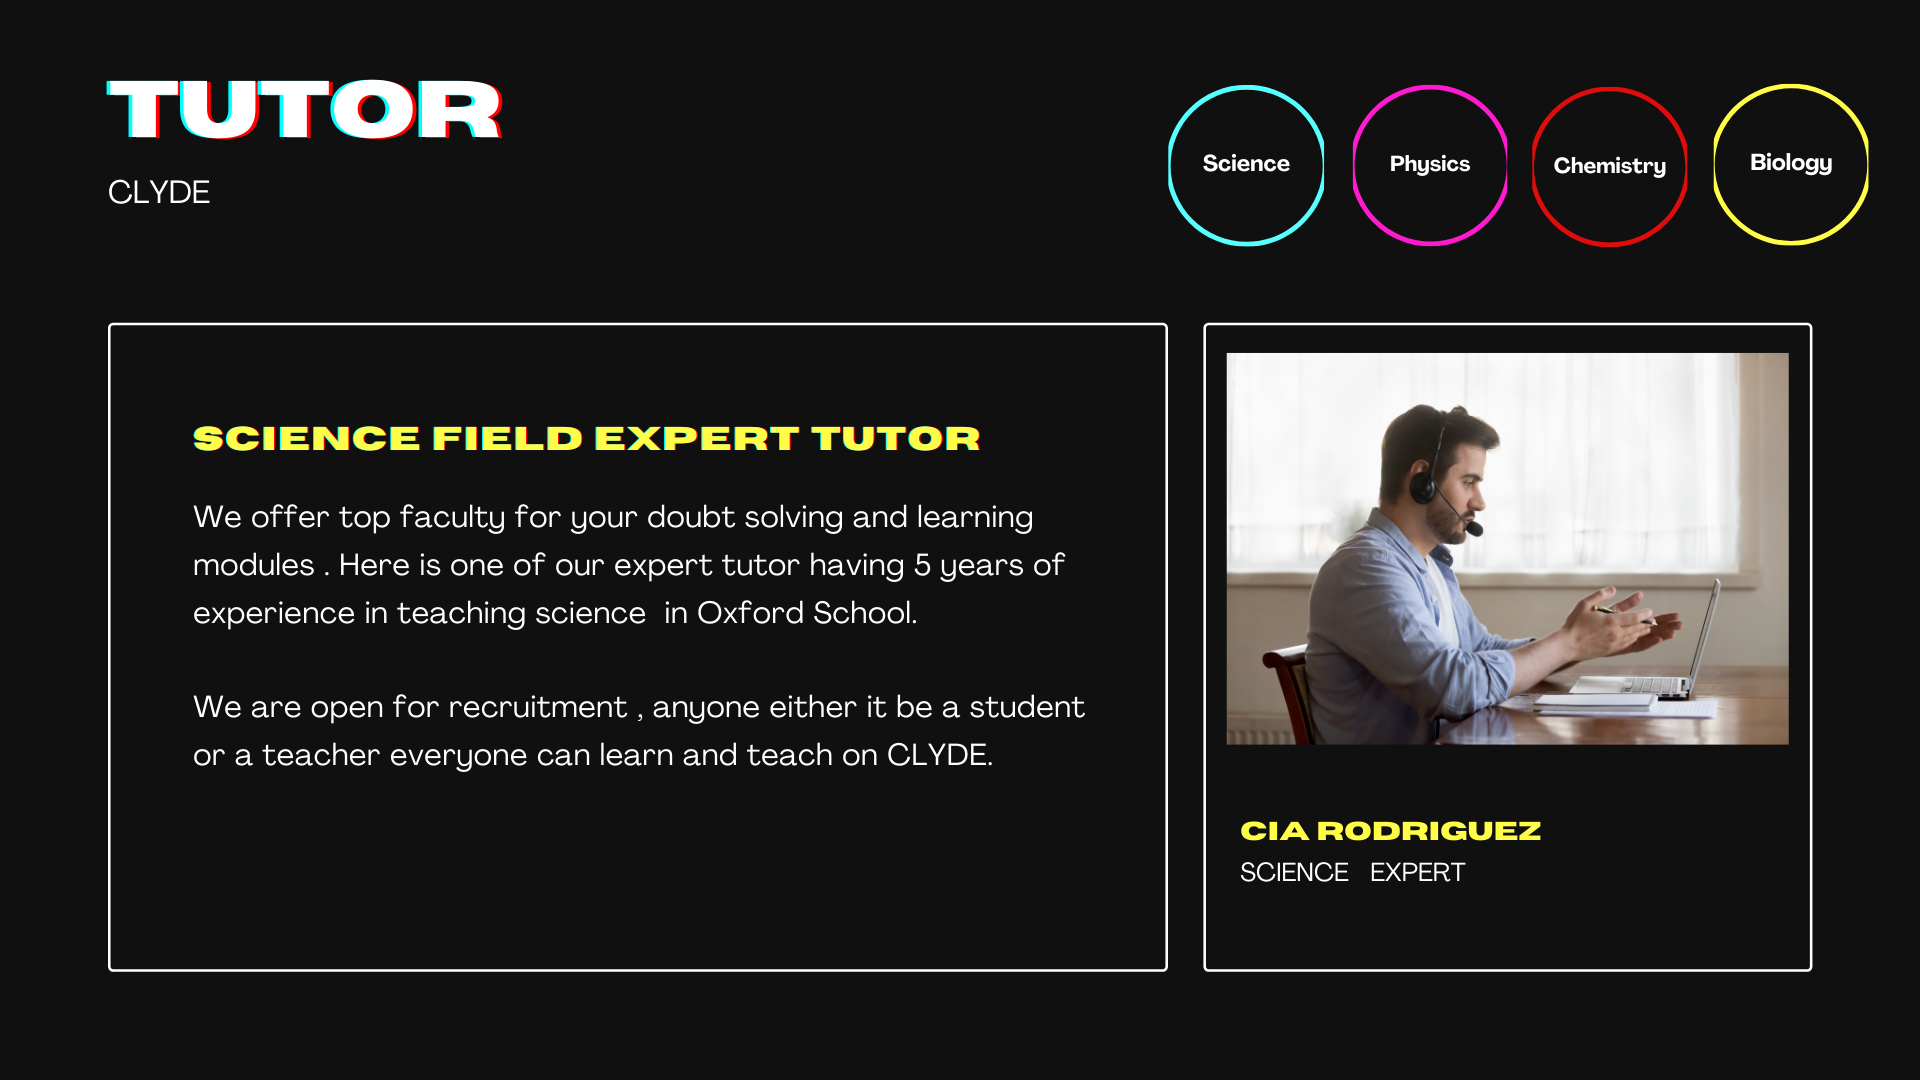 TUTOR
CLYDE
Science
Physics
Chemistry
Biology
SCIENCE FIELD EXPERT TUTOR
We offer top faculty for your doubt solving and learning
modules . Here is one of our expert tutor having 5 years of
experience in teaching science  in Oxford School.
We are open for recruitment , anyone either it be a student
or a teacher everyone can learn and teach on CLYDE.
CIA RODRIGUEZ
SCIENCE  EXPERT